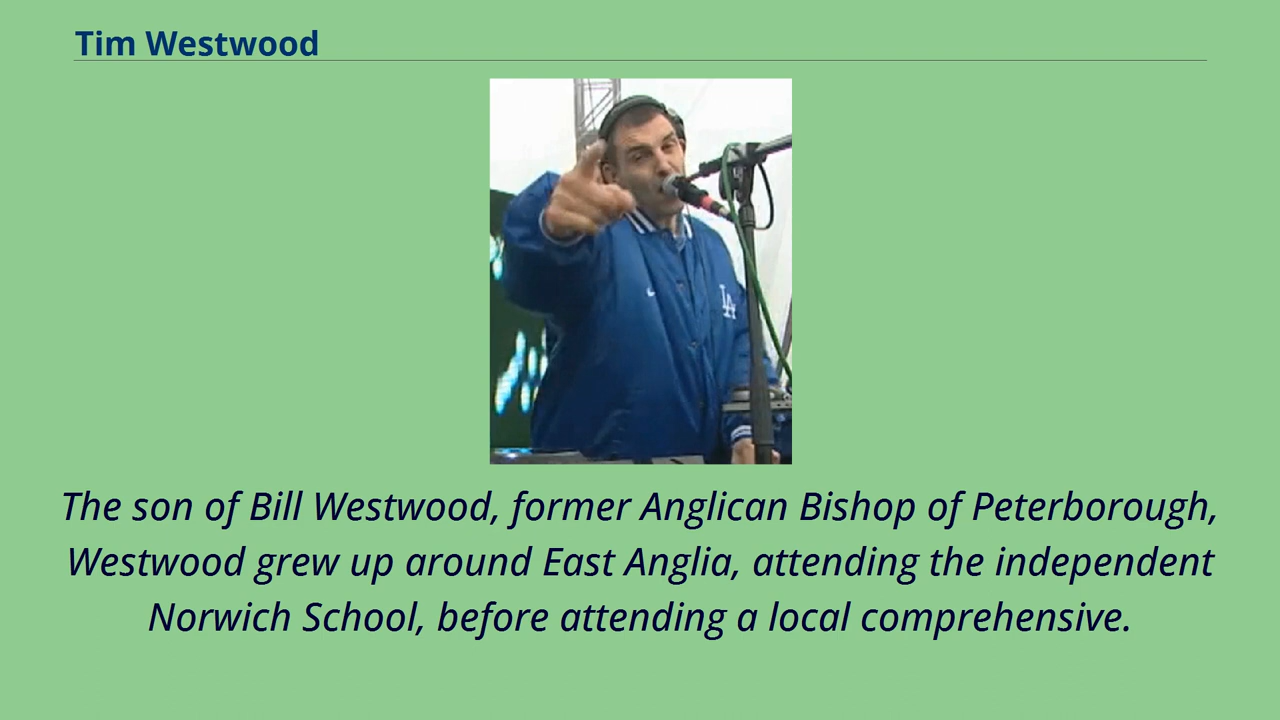 Tim Westwood
LA
The son of Bill Westwood, former Anglican Bishop of Peterborough,
Westwood grew up around East Anglia, attending the independent
Norwich School, before attending a local comprehensive.